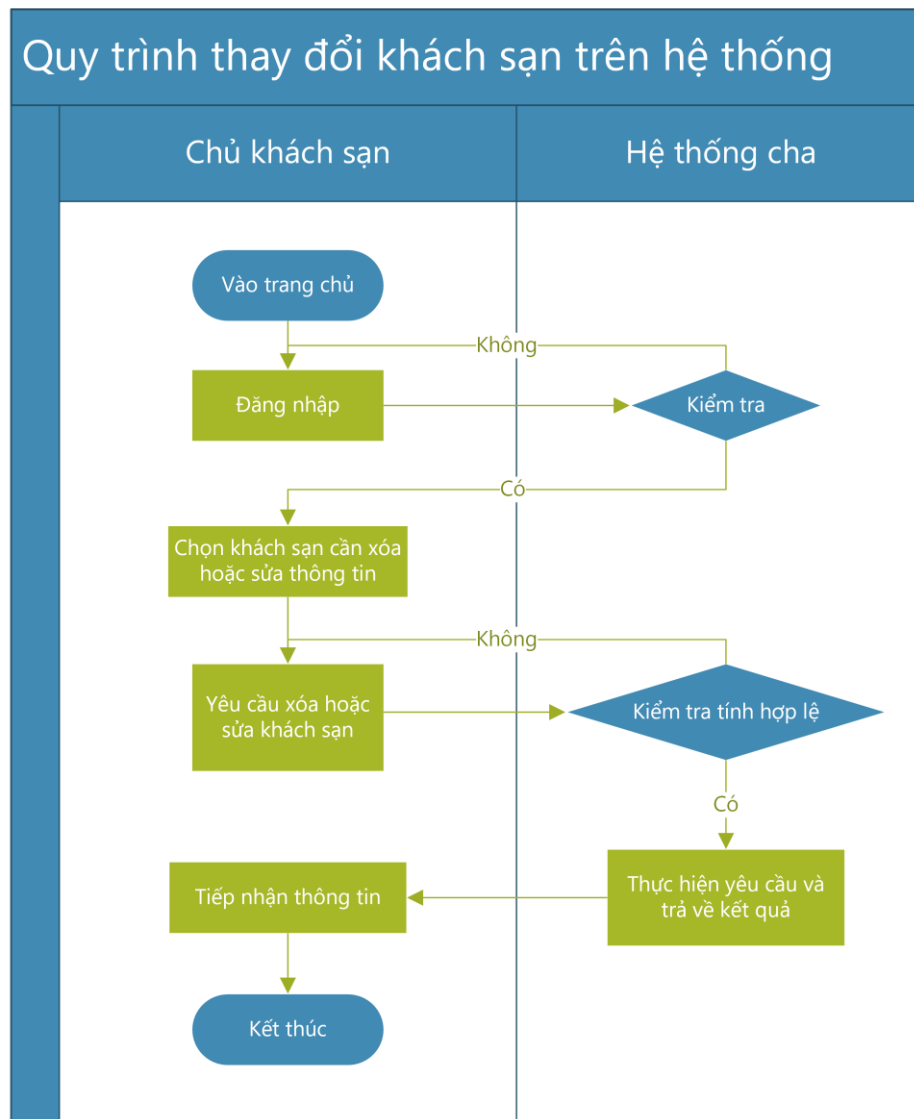 Quy trình thay đổi khách sạn trên hệ thống
Chủ khách sạn
Hệ thống cha
Vào trang chủ
Không
Đăng nhập
Kiểm tra
Có
Chọn khách sạn cần xóa
hoặc sửa thông tin
Không
Yêu cầu xóa hoặc
sửa khách sạn
Kiểm tra tính hợp lệ
Có
Thực hiện yêu cầu và
trả về kết quả
Tiếp nhận thông tin
Kết thúc